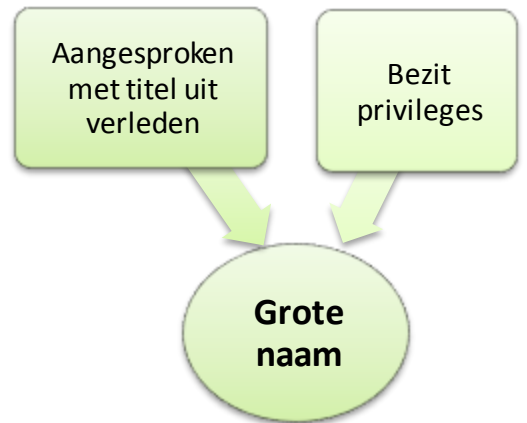 Aangesproken
met titel uit
verleden
Bezit
privileges
Grote
naam